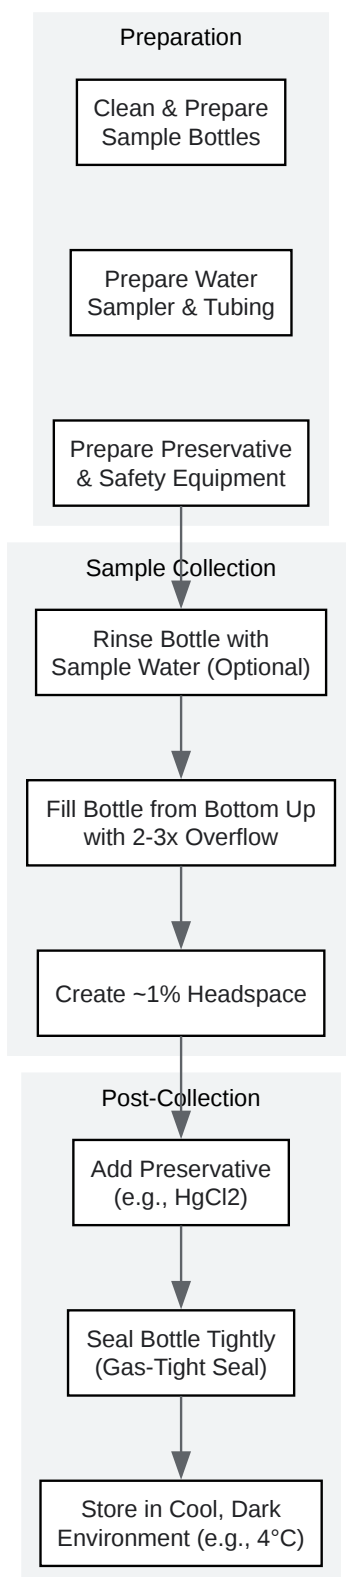 Preparation
Clean & Prepare
Sample Bottles
Prepare Water
Sampler & Tubing
Prepare Preservative
& Safety Equipment
Sample Collection
Rinse Bottle with
Sample Water (Optional)
Fill Bottle from Bottom Up
with 2-3x Overflow
Create ~1% Headspace
Post-Collection
Add Preservative
(e.g., HgCl2)
Seal Bottle Tightly
(Gas-Tight Seal)
Store in Cool, Dark
Environment (e.g., 4°C)